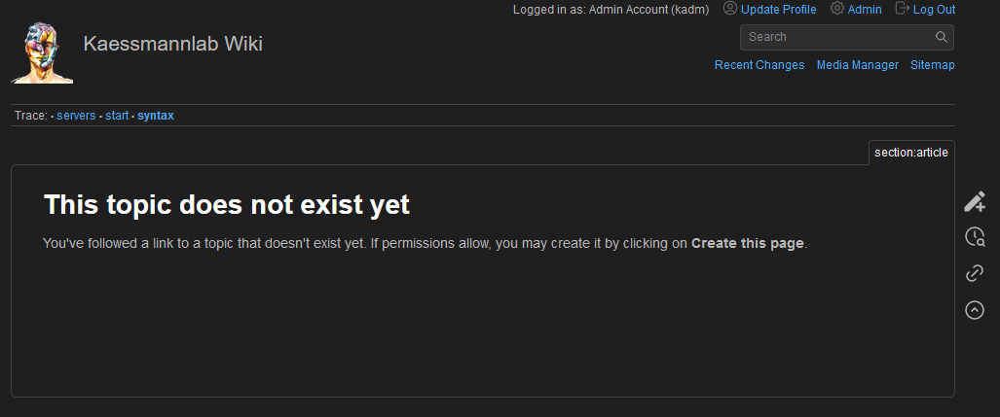 Logged in as: Admin Account (kadm) Update Profile Admin Log Out
Kaessmannlab Wiki
Search
Recent Changes Media Manager Sitemap
Trace: • servers • start • syntax
section:article
This topic does not exist yet
You've followed a link to a topic that doesn't exist yet. If permissions allow, you may create it by clicking on Create this page.